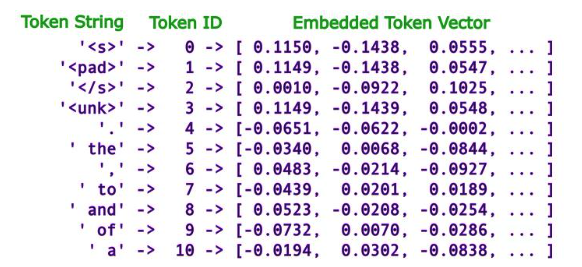 Token String Token ID Embedded Token Vector
'<s>' -> 0 -> [ 0.1150, -0.1438, 0.0555, ... ]
'<pad>' -> 1 -> [ 0.1149, -0.1438, 0.0547, ... ]
'</s>' -> 2 -> [ 0.0010, -0.0922, 0.1025, ... ]
'<unk>' -> 3 -> [ 0.1149, -0.1439, 0.0548, ... ]
'.' -> 4 -> [-0.0651, -0.0622, -0.0002, ... ]
' the' -> 5 -> [-0.0340, 0.0068, -0.0844, ... ]
',' -> 6 -> [ 0.0483, -0.0214, -0.0927, ... ]
' to' -> 7 -> [-0.0439, 0.0201, 0.0189, ... ]
' and' -> 8 -> [ 0.0523, -0.0208, -0.0254, ... ]
' of' -> 9 -> [-0.0732, 0.0070, -0.0286, ... ]
' a' -> 10 -> [-0.0194, 0.0302, -0.0838, ... ]